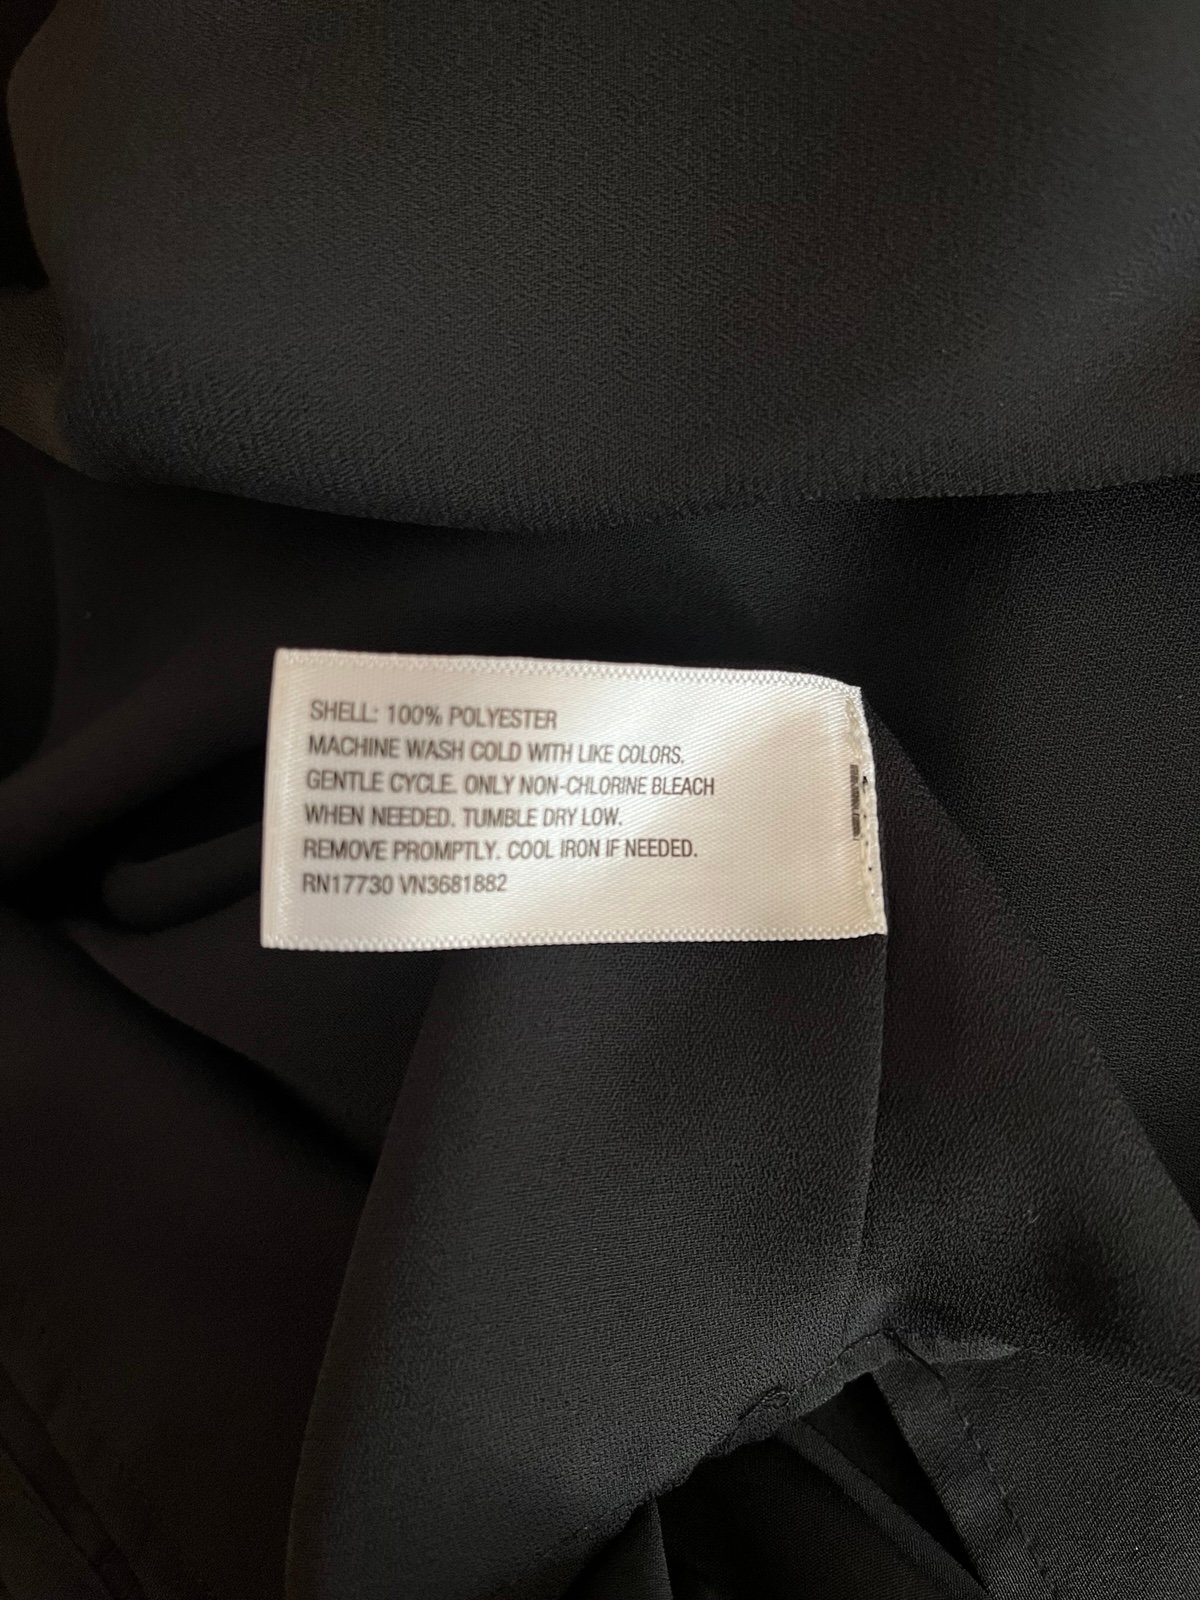 SHELL: 100% POLYESTER
MACHINE WASH COLD WITH LIKE COLORS.
GENTLE CYCLE. ONLY NON-CHLORINE BLEACH
WHEN NEEDED. TUMBLE DRY LOW.
REMOVE PROMPTLY. COOL IRON IF NEEDED.
RN17730 VN3681882